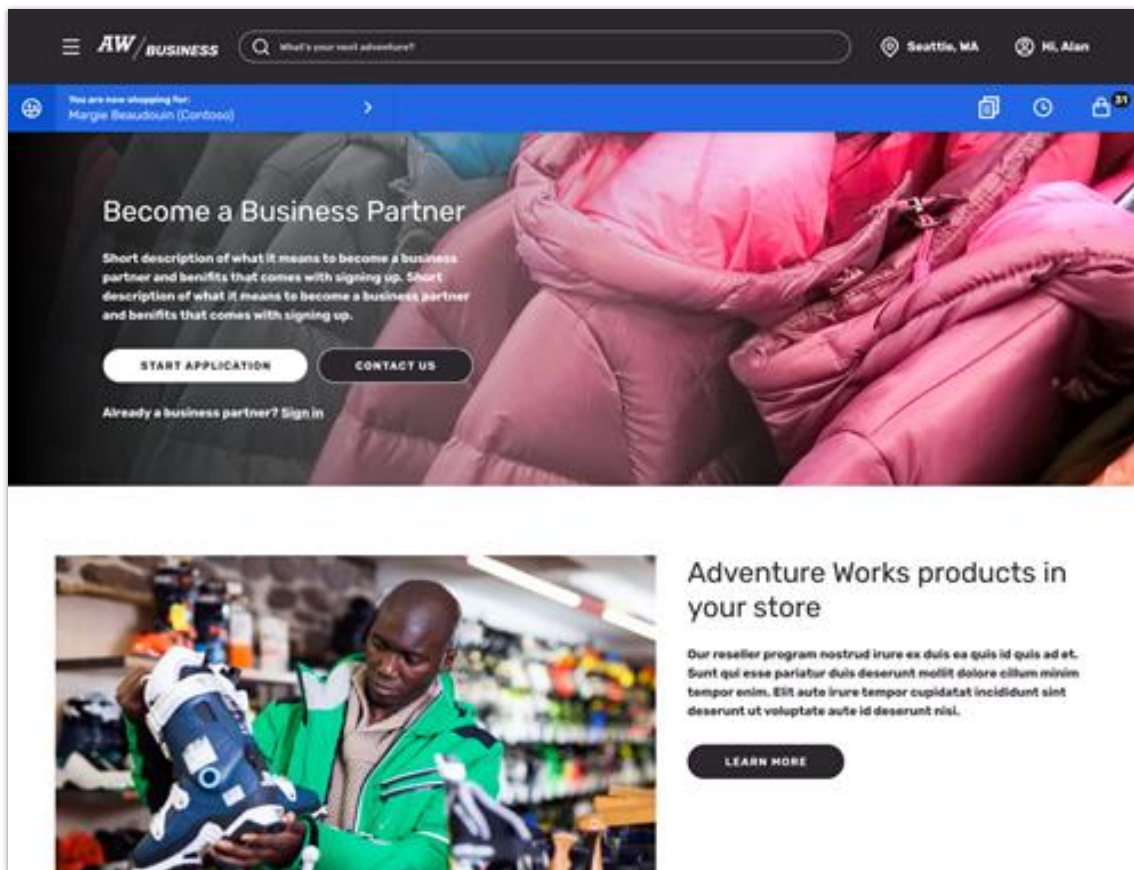 AW/BUSINESS
What's your next adventure?
Seattle, WA
Hi, Alan
You are now shopping for:
Margie Beaudouin (Contoso)
31
Become a Business Partner
Short description of what it means to become a business
partner and benifits that comes with signing up. Short
description of what it means to become a business partner
and benifits that comes with signing up.
START APPLICATION
CONTACT US
Already a business partner? Sign in
Adventure Works products in
your store
Our reseller program nostrud irure ex duis ea quis id quis ad et.
Sunt qui esse pariatur duis deserunt mollit dolore cillum minim
tempor enim. Elit aute irure tempor cupidatat incididunt sint
deserunt ut voluptate aute id deserunt nisi.
LEARN MORE